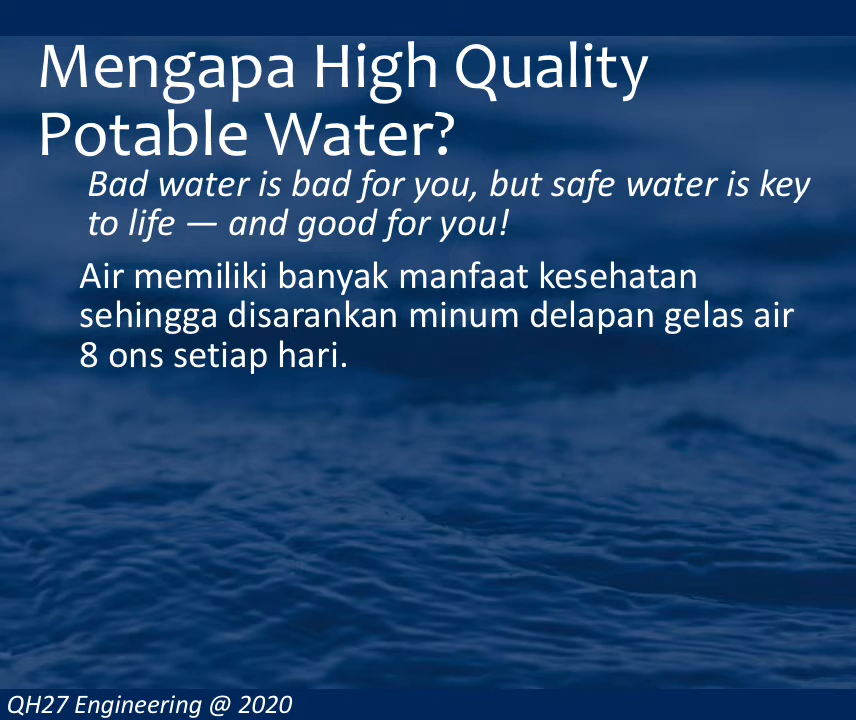 Mengapa High Quality
Potable Water?
Bad water is bad for you, but safe water is key
to life — and good for you!
Air memiliki banyak manfaat kesehatan
sehingga disarankan minum delapan gelas air
8 ons setiap hari.
QH27 Engineering @ 2020